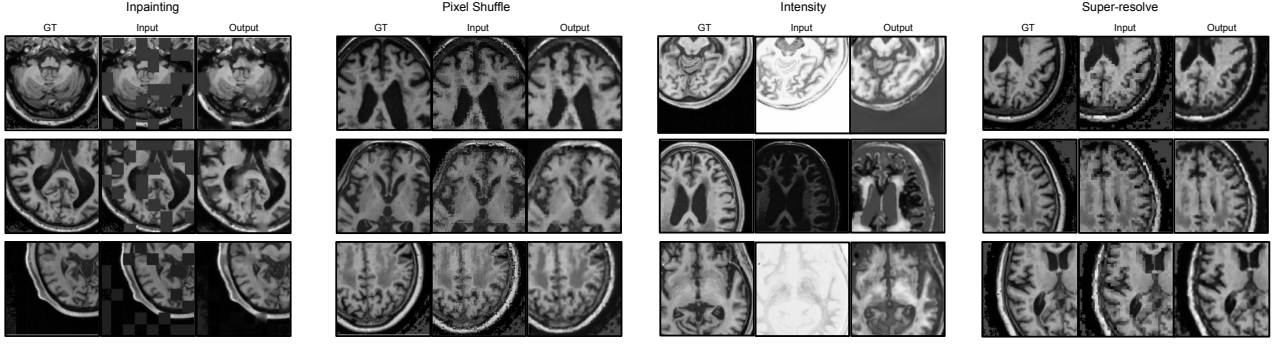 Inpainting Pixel Shuffle Intensity Super-resolve
GT Input Output GT Input Output GT Input Output GT Input Output